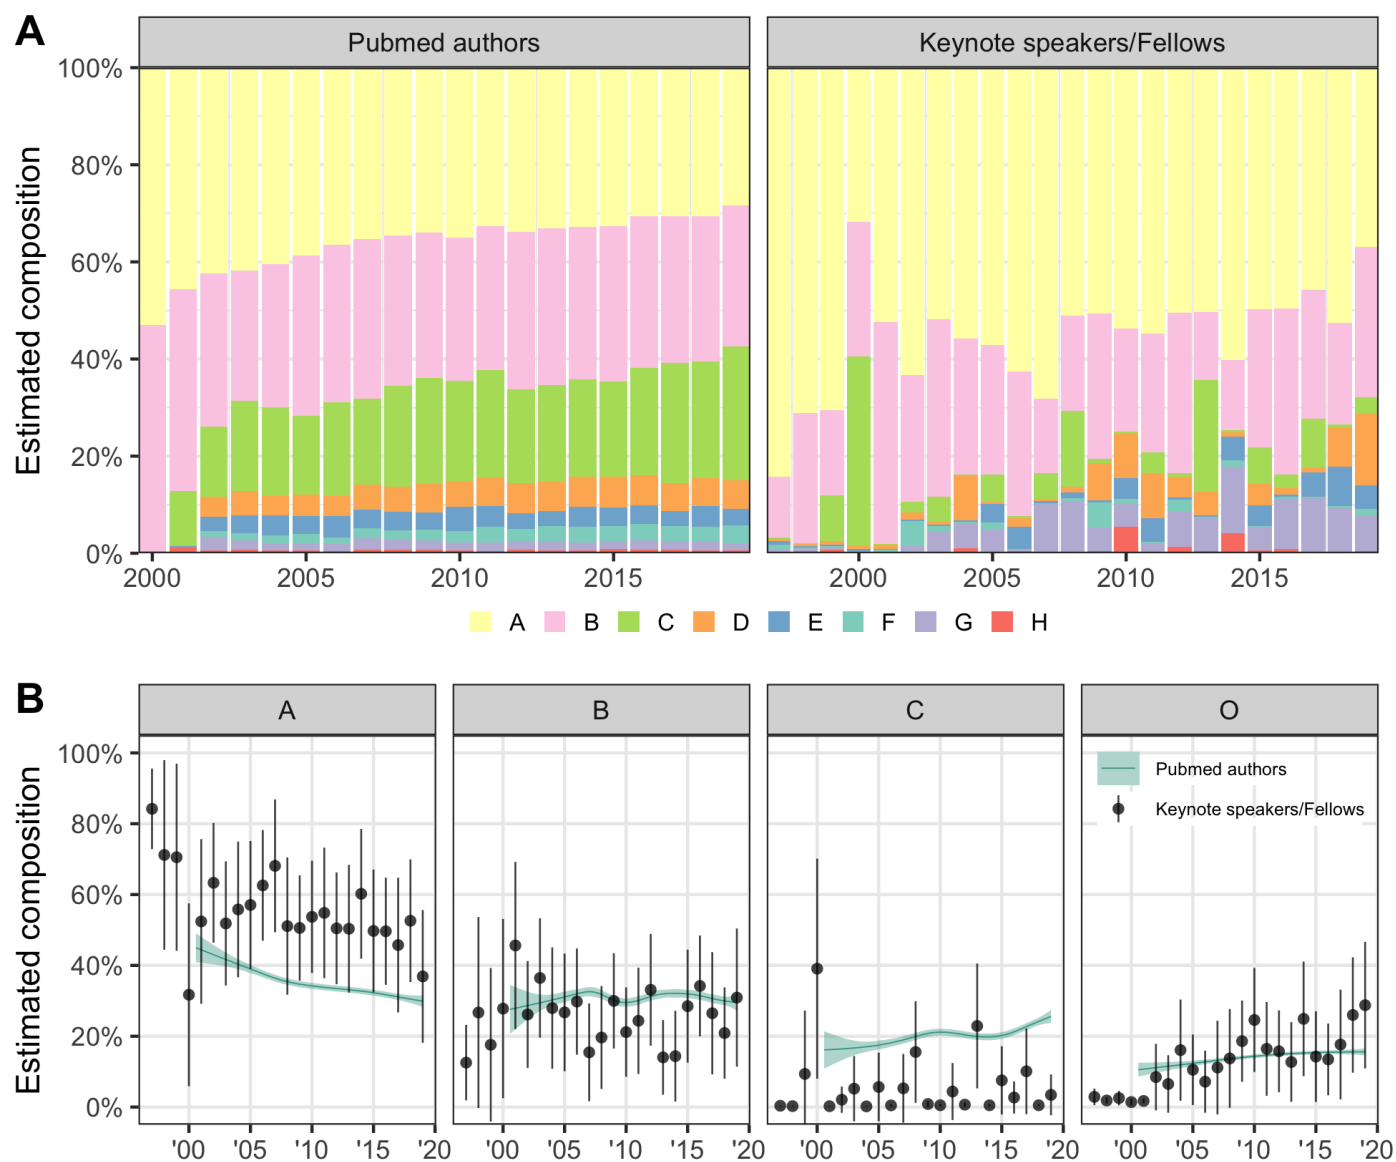 A
Pubmed authors
Keynote speakers/Fellows
Estimated composition
100%
80%
60%
40%
20%
0%
2000 2005 2010 2015
2000 2005 2010 2015
A B C D E F G H
B
A
B
C
O
Estimated composition
100%
80%
60%
40%
20%
0%
Pubmed authors
Keynote speakers/Fellows
'00 '05 '10 '15 '20
'00 '05 '10 '15 '20
'00 '05 '10 '15 '20
'00 '05 '10 '15 '20